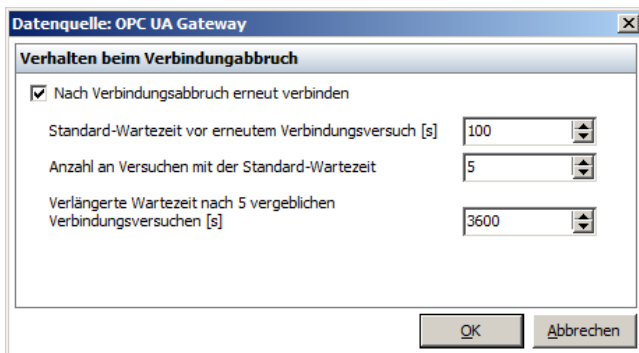 Datenquelle: OPC UA Gateway
Verhalten beim Verbindungabbruch
Nach Verbindungsabbruch erneut verbinden
Standard-Wartezeit vor erneutem Verbindungsversuch [s] 100
Anzahl an Versuchen mit der Standard-Wartezeit 5
Verlängerte Wartezeit nach 5 vergeblichen
Verbindungsversuchen [s] 3600
OK Abbrechen